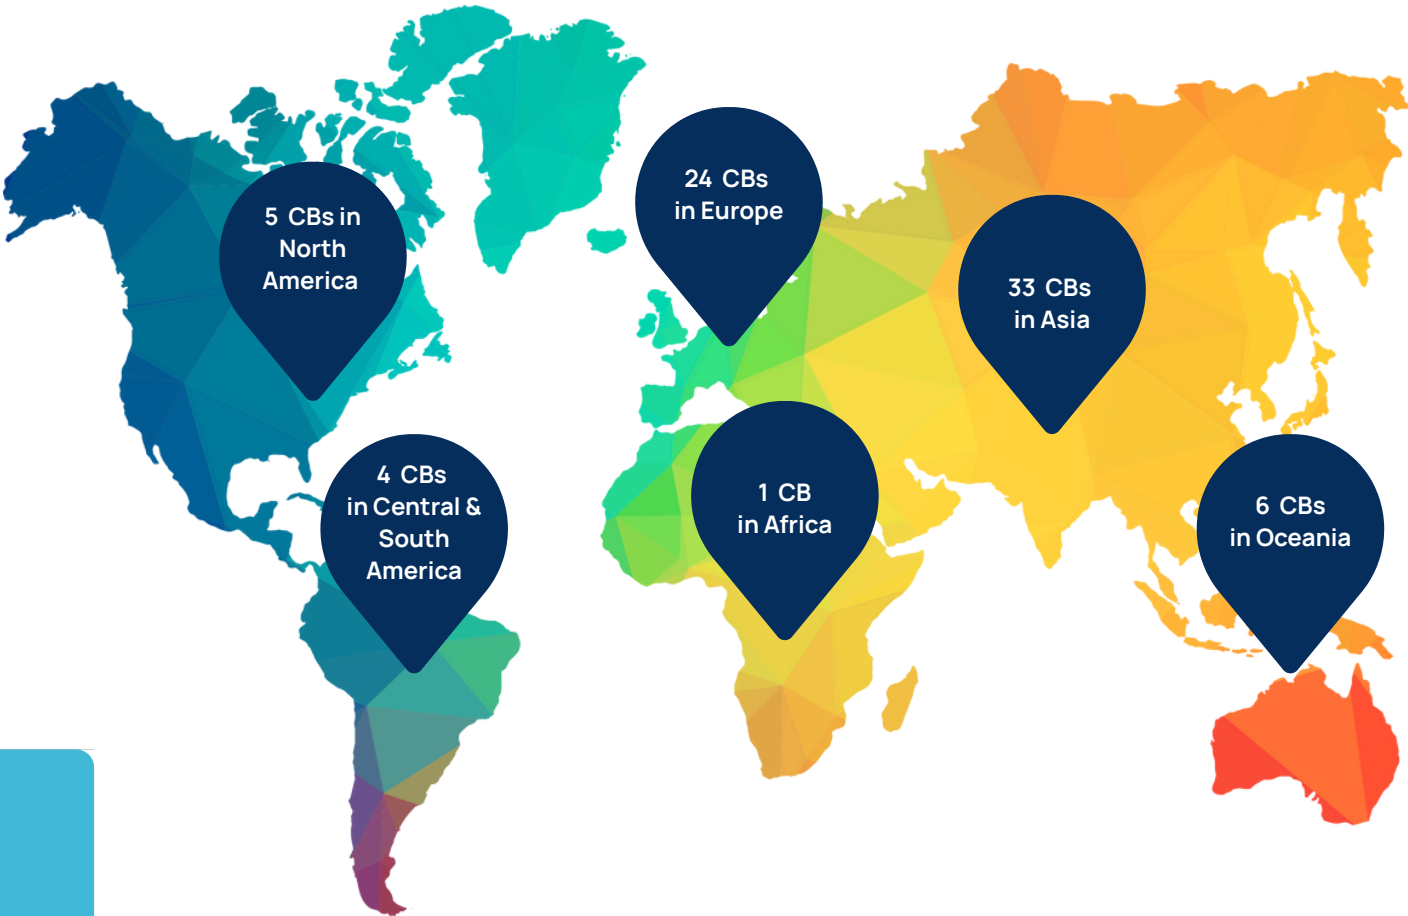 5 CBs in
North
America
24 CBs
in Europe
33 CBs
in Asia
4 CBs
in Central &
South
America
1 CB
in Africa
6 CBs
in Oceania